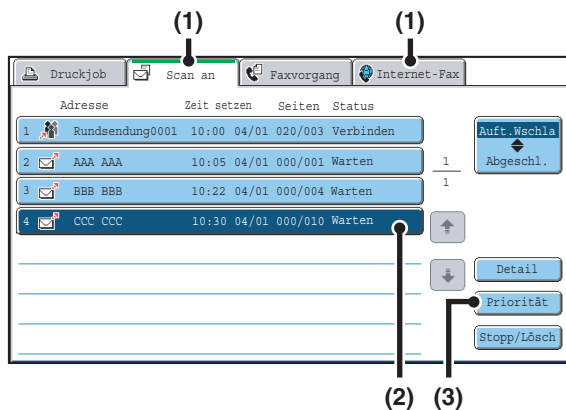 (1) (1)
Druckjob Scan an Faxvorgang Internet-Fax
Adresse Zeit setzen Seiten Status
1 Rundsendung0001 10:00 04/01 020/003 Verbinden
Auft.Wschla
Abgeschl.
2 AAA AAA 10:05 04/01 000/001 Warten
1
1
3 BBB BBB 10:22 04/01 000/004 Warten
4 CCC CCC 10:30 04/01 000/010 Warten
Detail
Priorität
Stopp/Lösch
(2) (3)